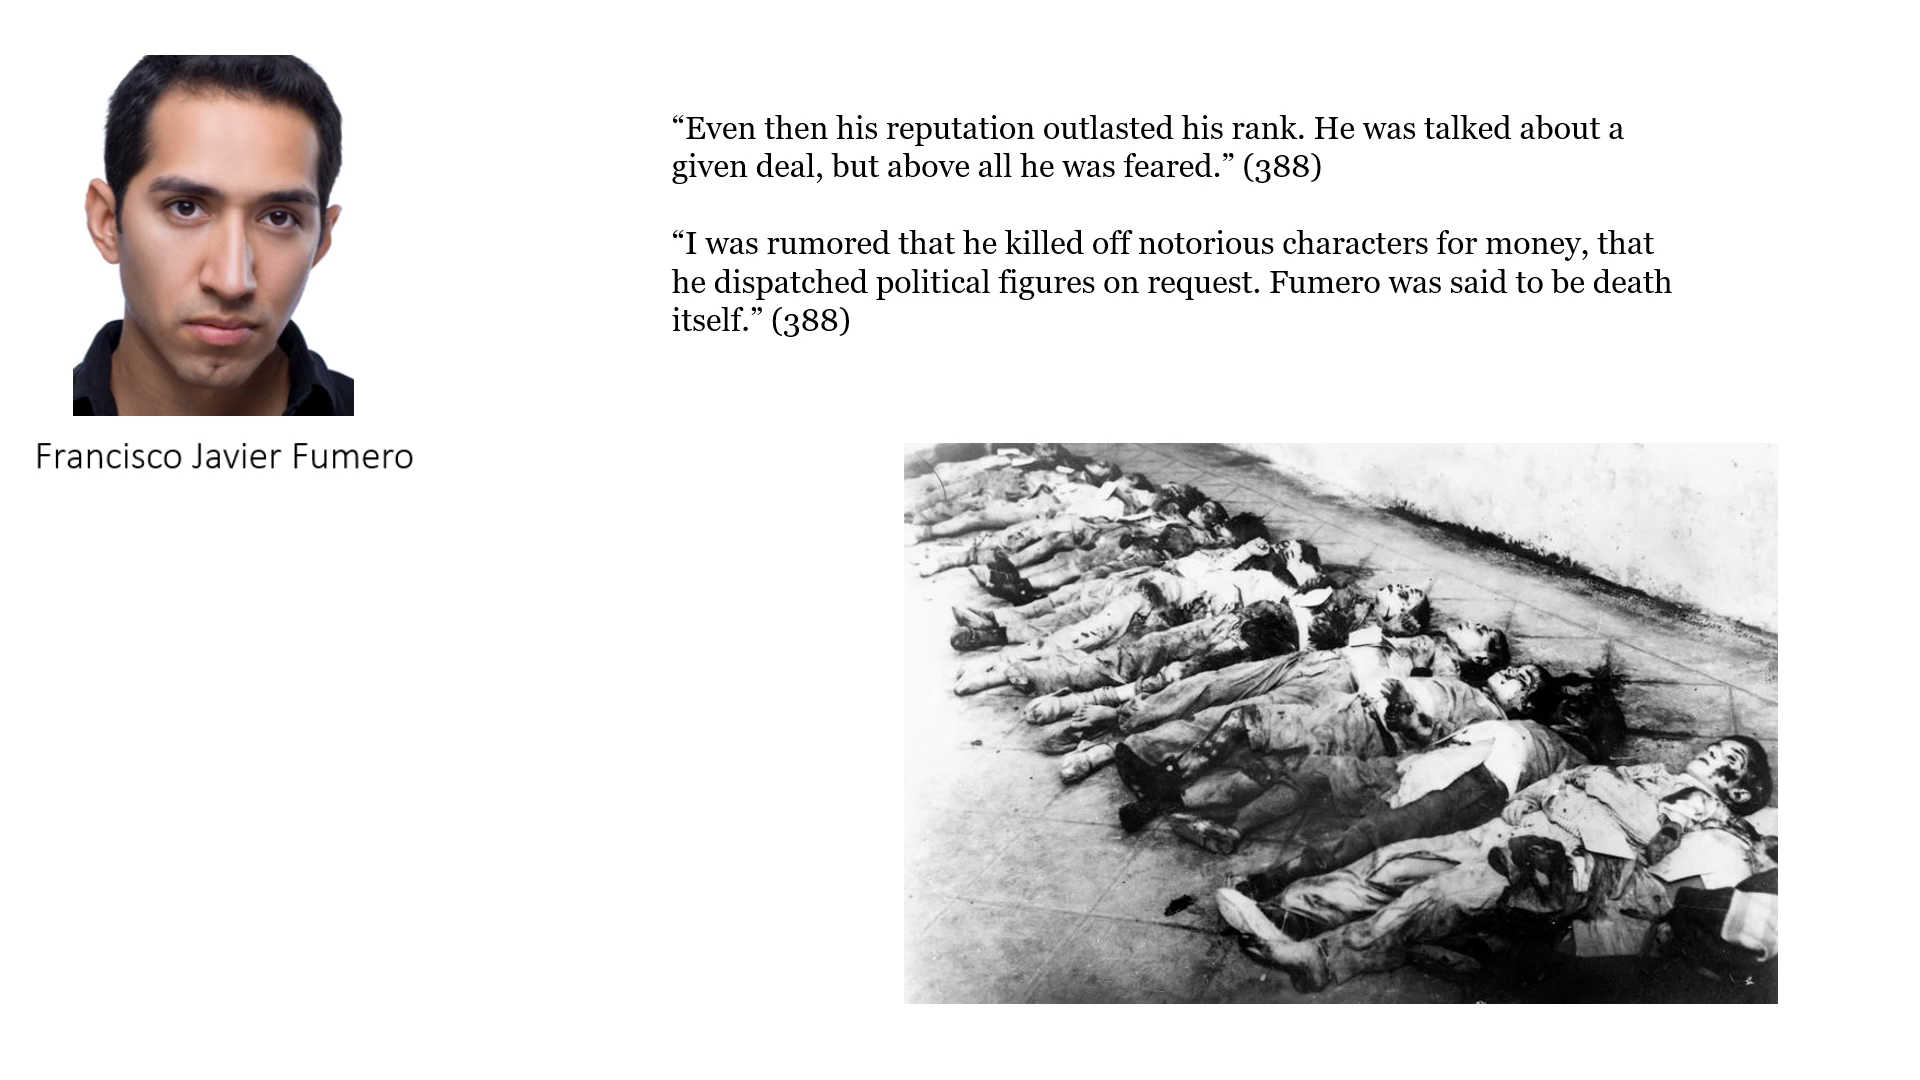 “Even then his reputation outlasted his rank. He was talked about a
given deal, but above all he was feared.” (388)
“I was rumored that he killed off notorious characters for money, that
he dispatched political figures on request. Fumero was said to be death
itself.” (388)
Francisco Javier Fumero